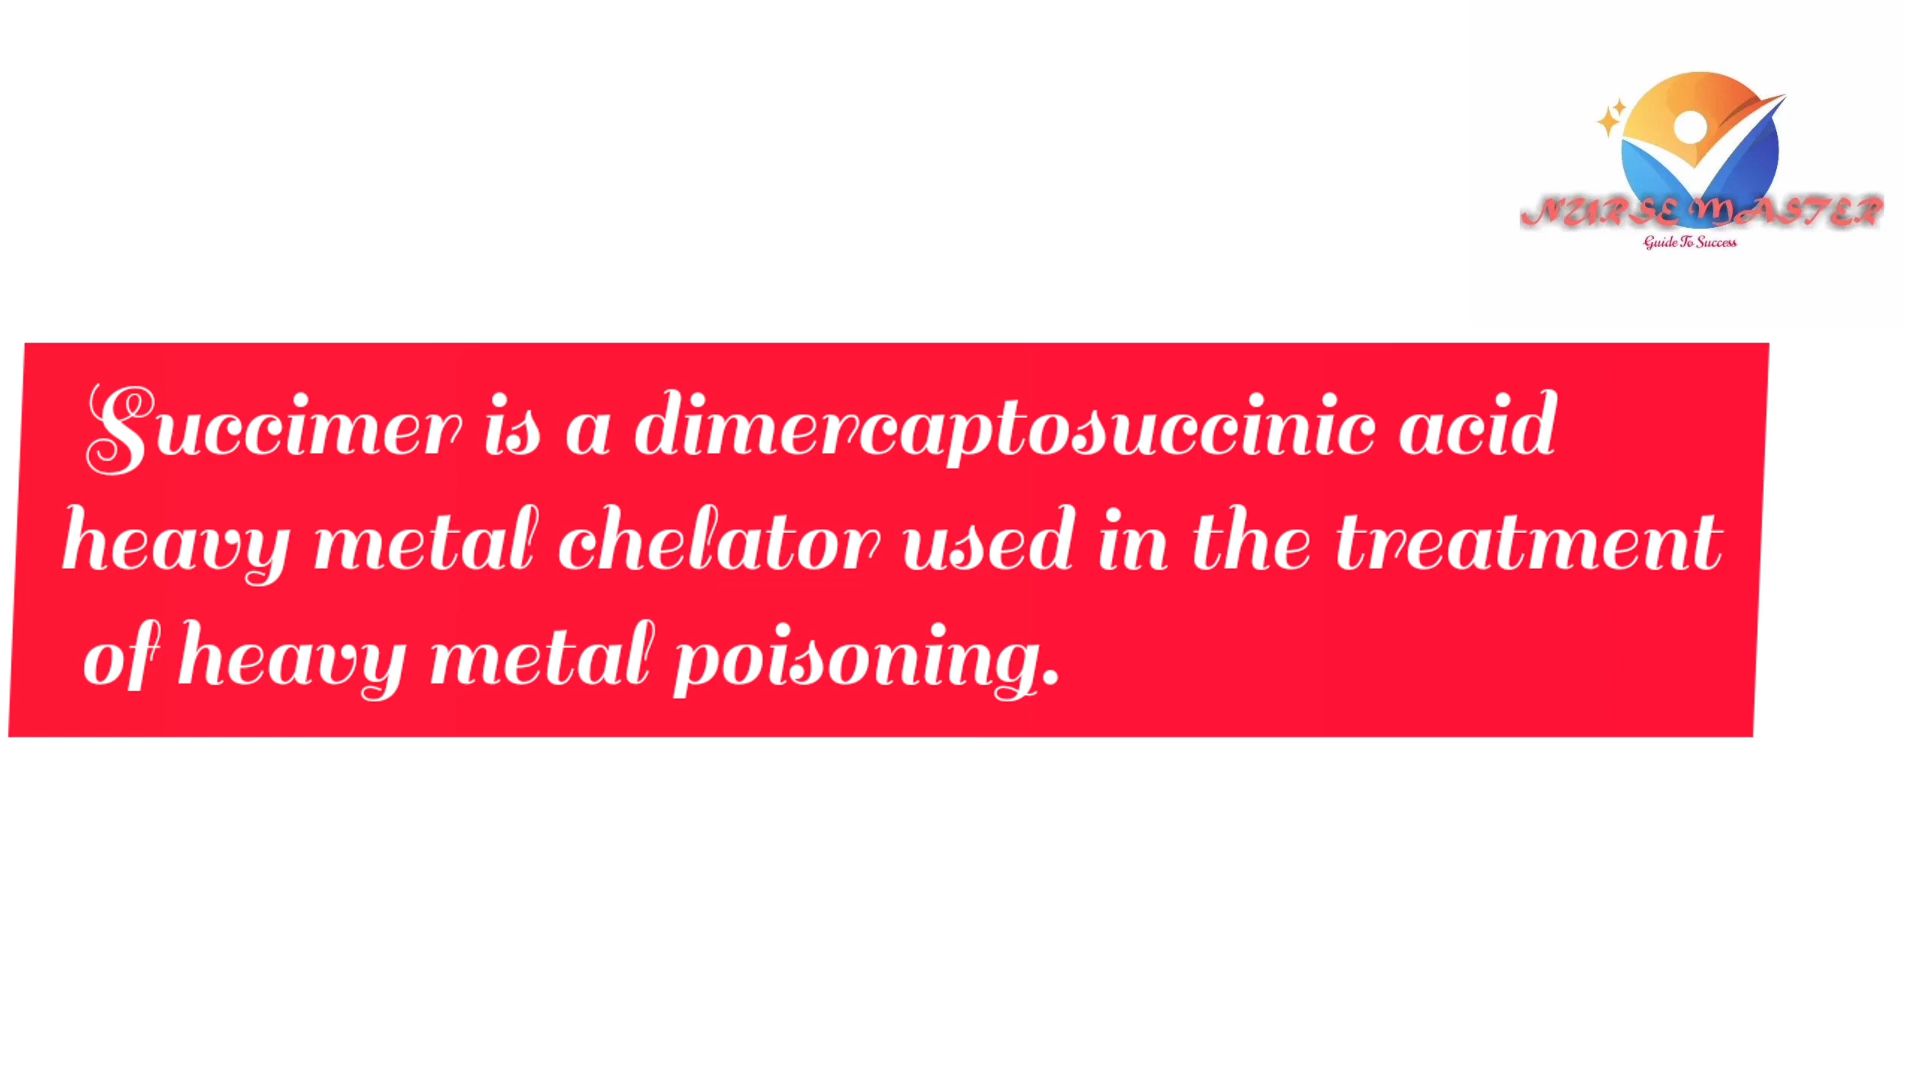 NURSE MASTER
Guide To Success
Succimer is a dimercaptosuccinic acid
heavy metal chelator used in the treatment
of heavy metal poisoning.